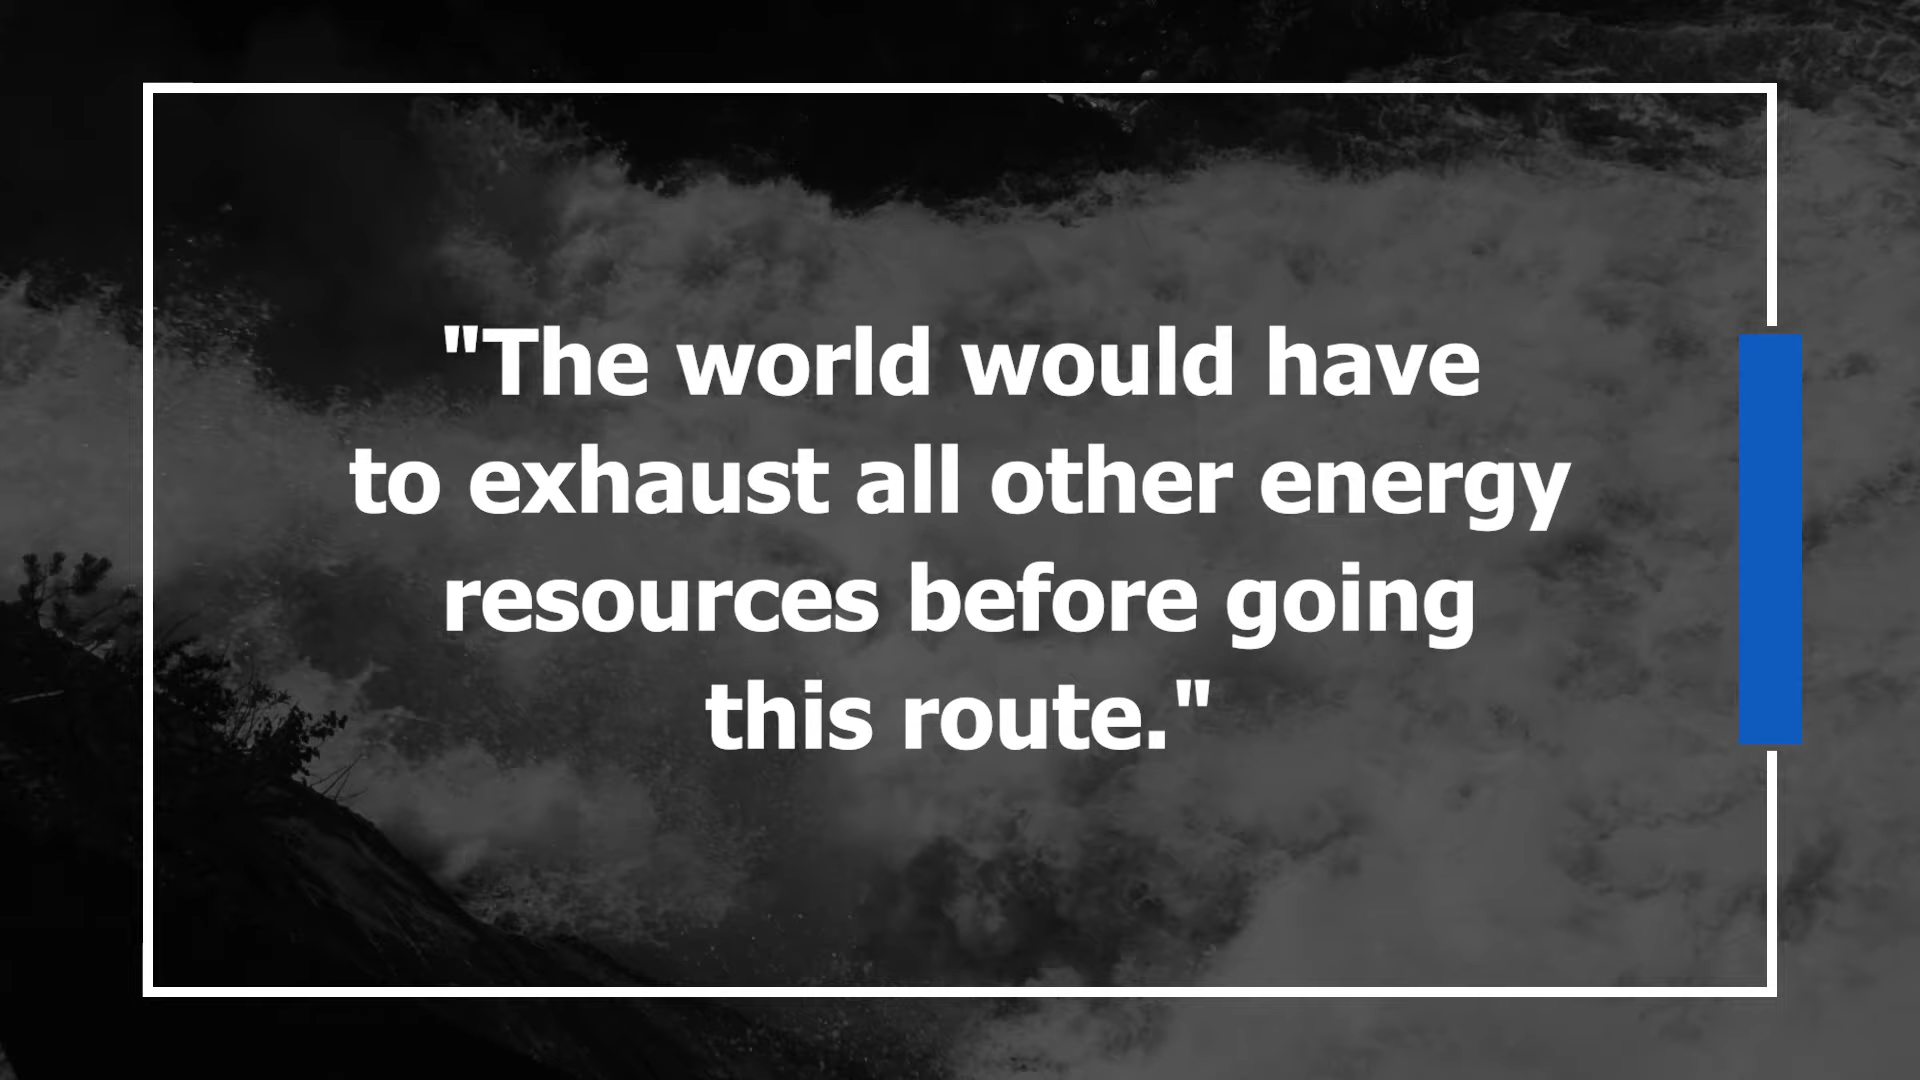 "The world would have
to exhaust all other energy
resources before going
this route."